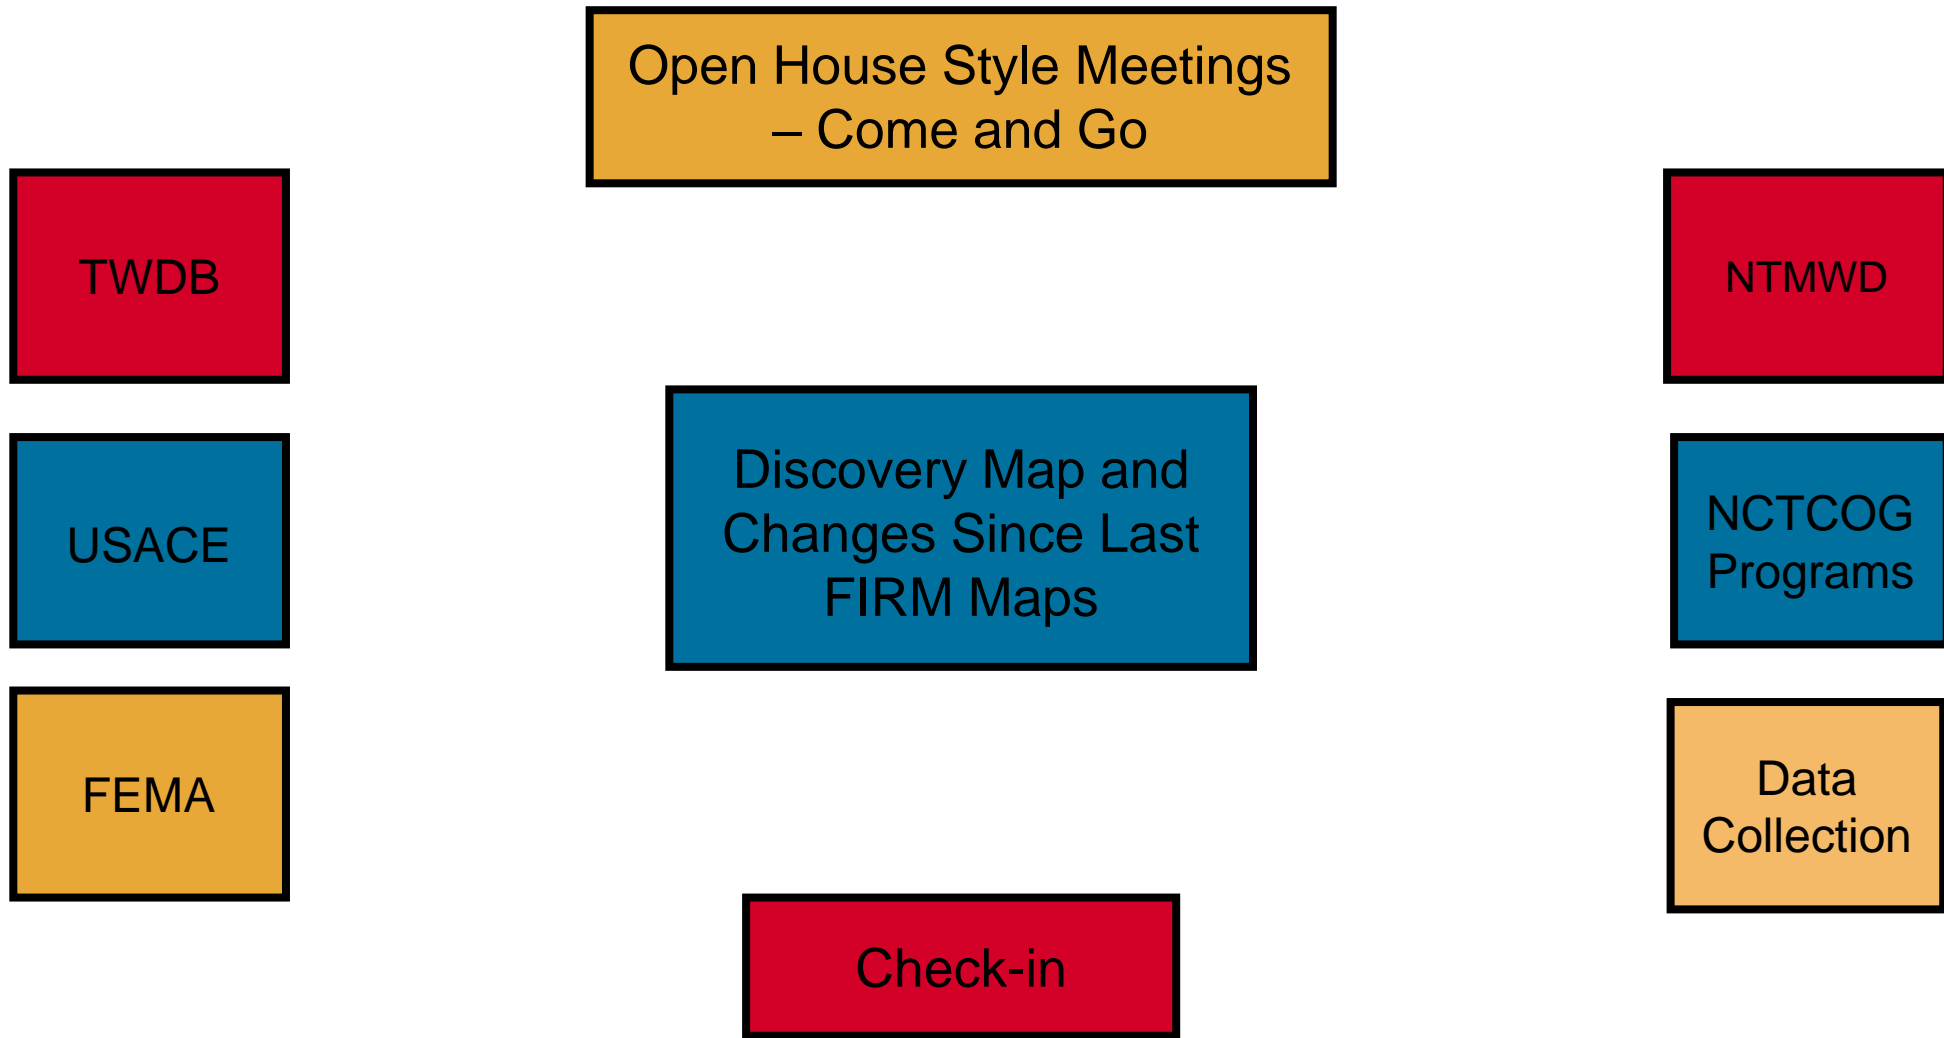 Open House Style Meetings
– Come and Go
TWDB
NTMWD
Discovery Map and
Changes Since Last
FIRM Maps
USACE
NCTCOG
Programs
FEMA
Data
Collection
Check-in